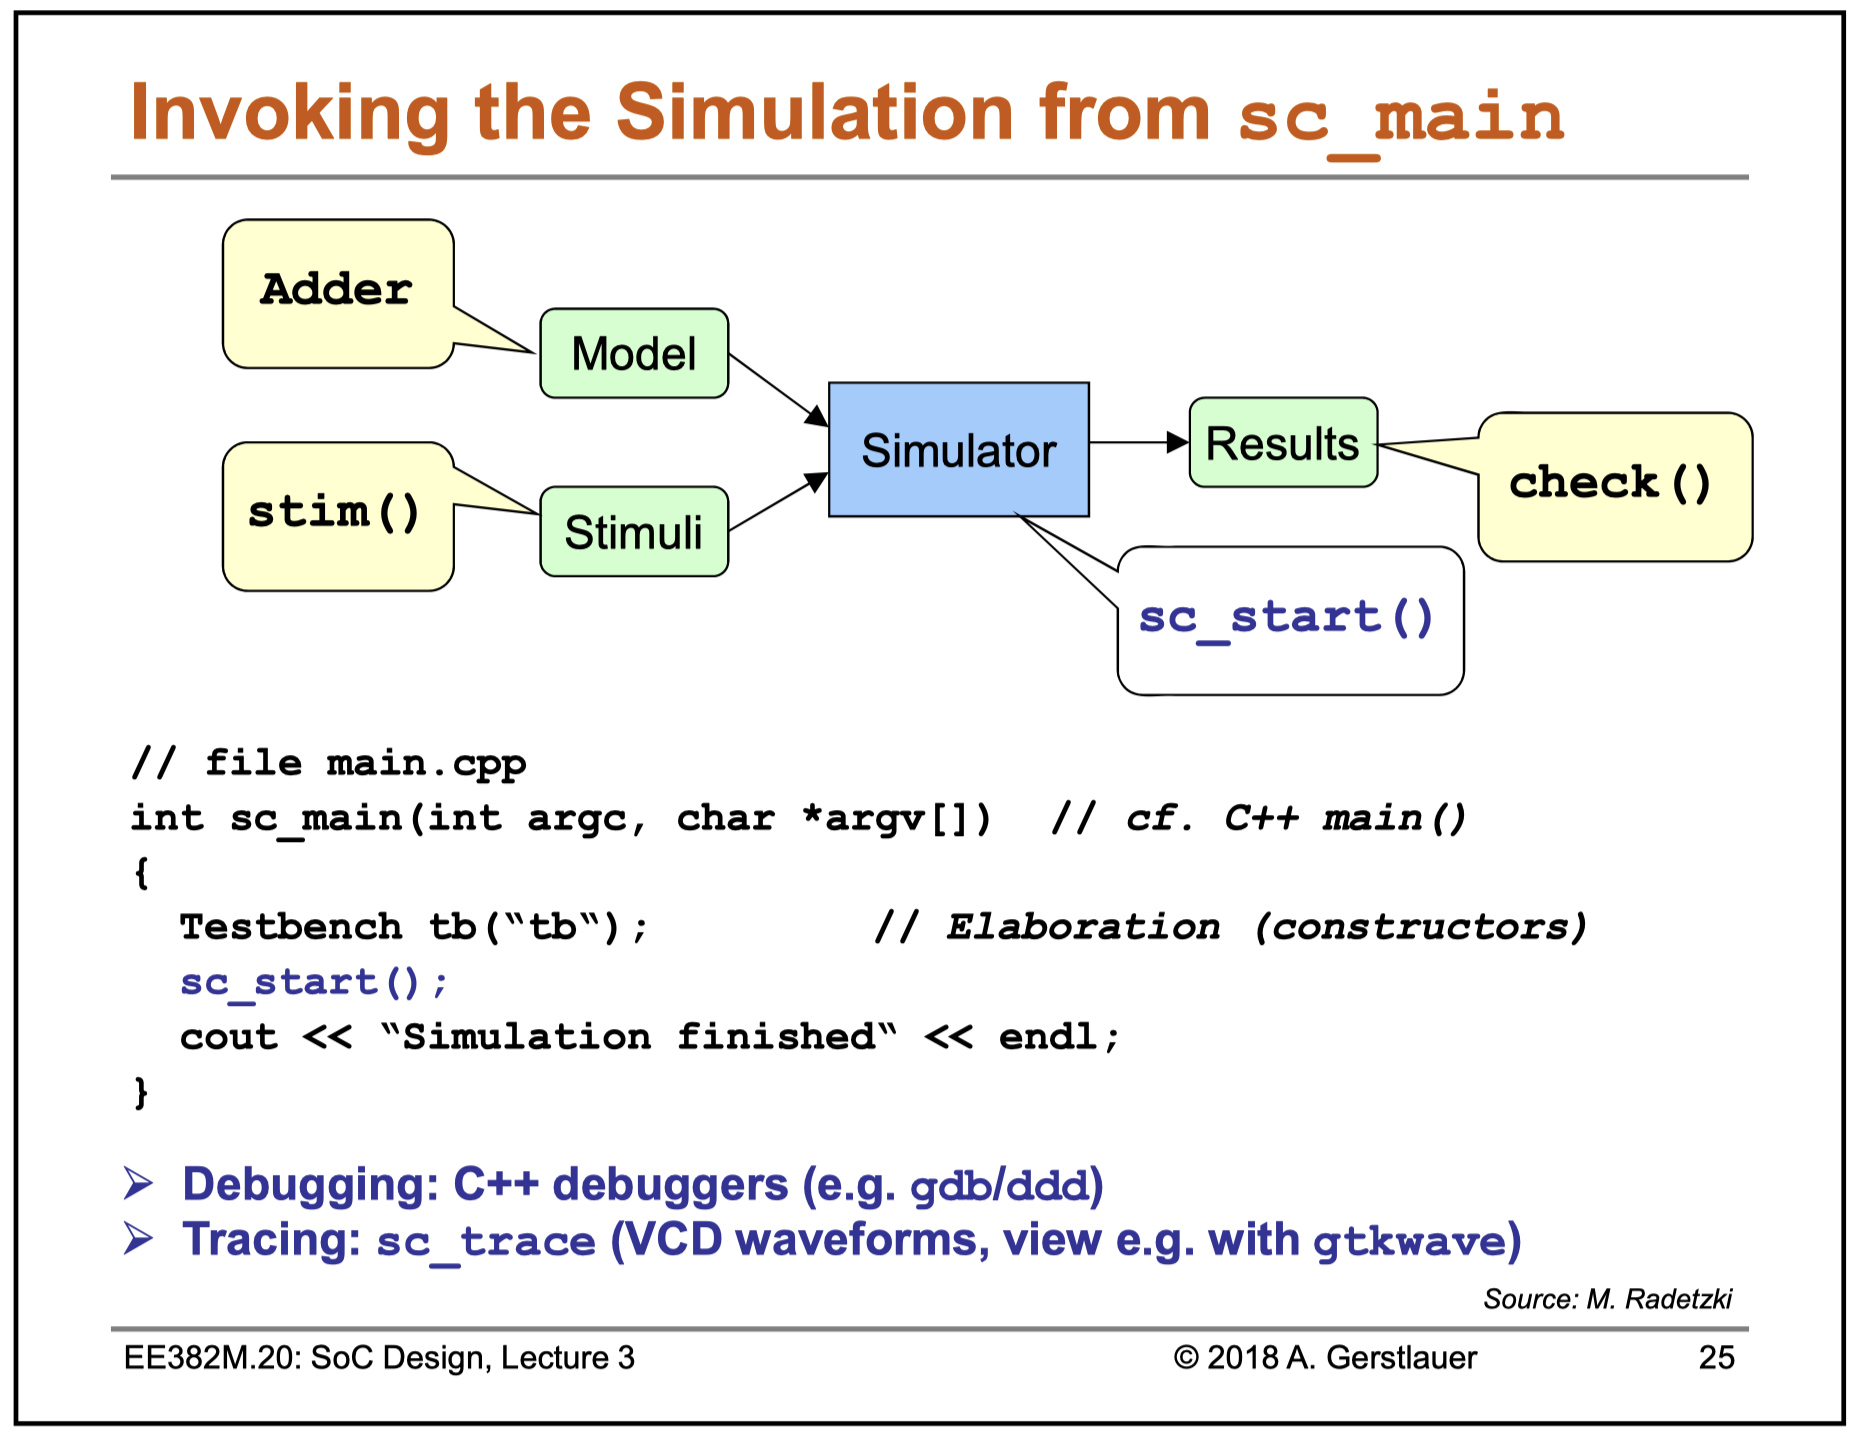 Invoking the Simulation from sc_main
Adder
Model
Simulator
Results
check()
stim()
Stimuli
sc_start()
// file main.cpp
int sc_main(int argc, char *argv[])  // cf. C++ main()
{
  Testbench tb(‟tb‟);         // Elaboration (constructors)
  sc_start();
  cout << ‟Simulation finished‟ << endl;
}
➢ Debugging: C++ debuggers (e.g. gdb/ddd)
➢ Tracing: sc_trace (VCD waveforms, view e.g. with gtkwave)
Source: M. Radetzki
EE382M.20: SoC Design, Lecture 3 © 2018 A. Gerstlauer 25